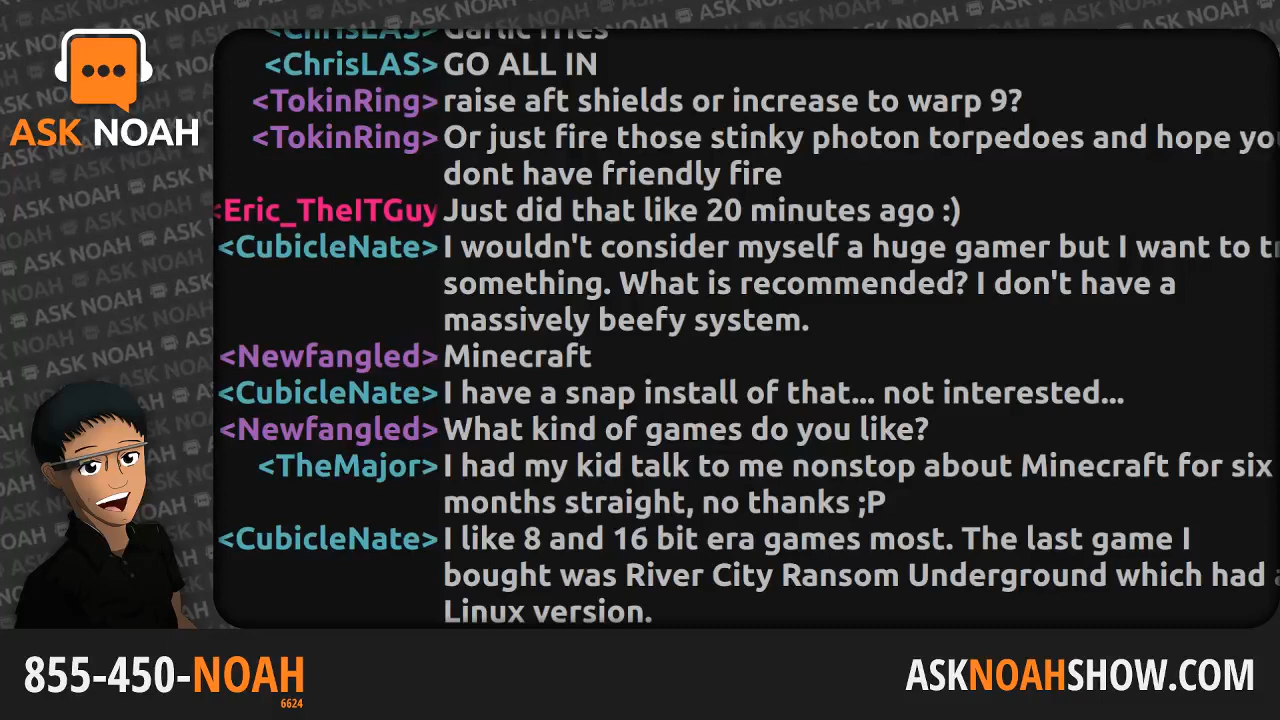 ASK NOAH
<ChrisLAS> Garlic fries
<ChrisLAS> GO ALL IN
<TokinRing> raise aft shields or increase to warp 9?
<TokinRing> Or just fire those stinky photon torpedoes and hope yo
dont have friendly fire
<Eric_TheITGuy Just did that like 20 minutes ago :)
<CubicleNate> I wouldn't consider myself a huge gamer but I want to t
something. What is recommended? I don't have a
massively beefy system.
<Newfangled> Minecraft
<CubicleNate> I have a snap install of that... not interested...
<Newfangled> What kind of games do you like?
<TheMajor> I had my kid talk to me nonstop about Minecraft for six
months straight, no thanks ;P
<CubicleNate> I like 8 and 16 bit era games most. The last game I
bought was River City Ransom Underground which had a
Linux version.
855-450-NOAH
6624
ASKNOAHSHOW.COM